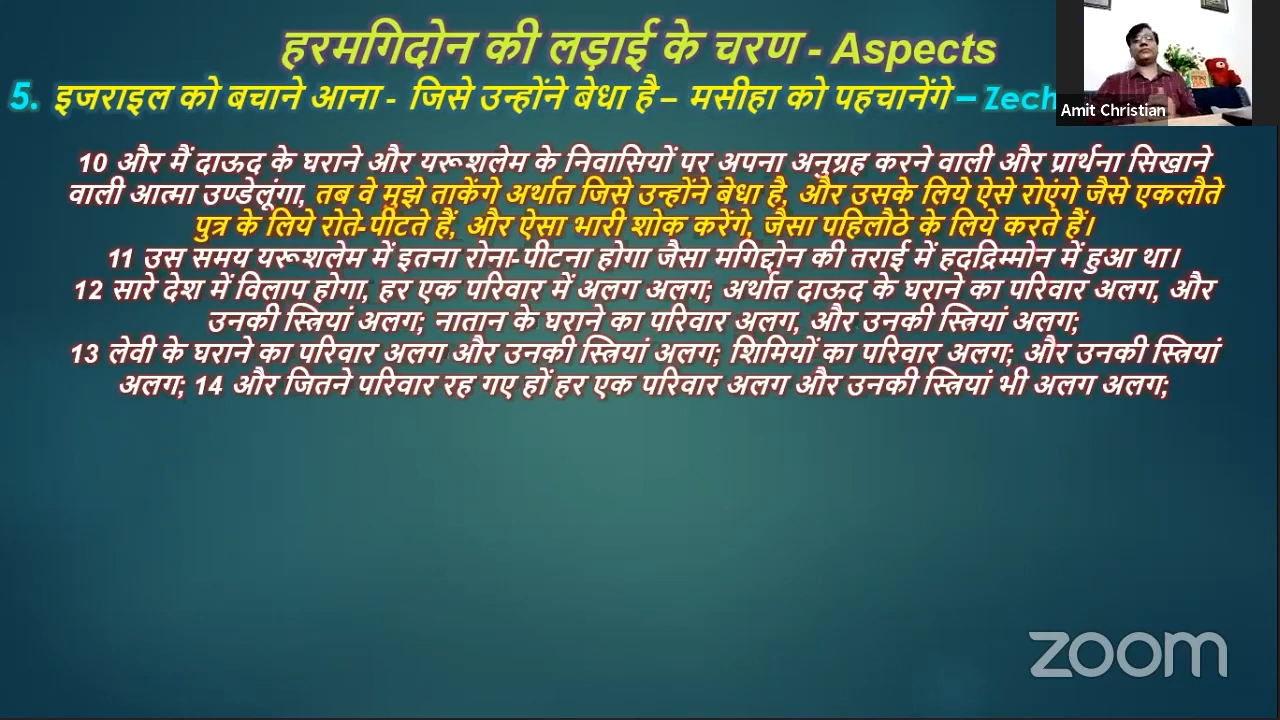 हरमगिदोन की लड़ाई के चरण - Aspects
5. इजराइल को बचाने आना - जिसे उन्होंने बेधा है – मसीहा को पहचानेंगे – Zech
Amit Christian
10 और मैं दाऊद के घराने और यरूशलेम के निवासियों पर अपना अनुग्रह करने वाली और प्रार्थना सिखाने
वाली आत्मा उण्डेलूंगा, तब वे मुझे ताकेंगे अर्थात जिसे उन्होंने बेधा है, और उसके लिये ऐसे रोएंगे जैसे एकलौते
पुत्र के लिये रोते-पीटते हैं, और ऐसा भारी शोक करेंगे, जैसा पहिलौठे के लिये करते हैं।
11 उस समय यरूशलेम में इतना रोना-पीटना होगा जैसा मगिद्दोन की तराई में हदद्रिम्मोन में हुआ था।
12 सारे देश में विलाप होगा, हर एक परिवार में अलग अलग; अर्थात दाऊद के घराने का परिवार अलग, और
उनकी स्त्रियां अलग; नातान के घराने का परिवार अलग, और उनकी स्त्रियां अलग;
13 लेवी के घराने का परिवार अलग और उनकी स्त्रियां अलग; शिमियों का परिवार अलग; और उनकी स्त्रियां
अलग; 14 और जितने परिवार रह गए हों हर एक परिवार अलग और उनकी स्त्रियां भी अलग अलग;
zoom